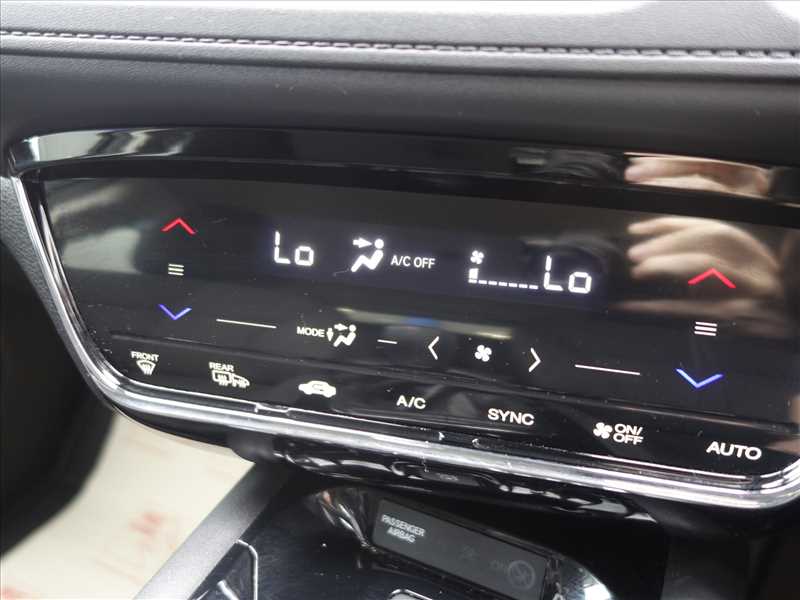 Lo A/C OFF Lo
MODE
FRONT
REAR
A/C
SYNC
ON/
OFF
AUTO
PASSENGER
AIRBAG